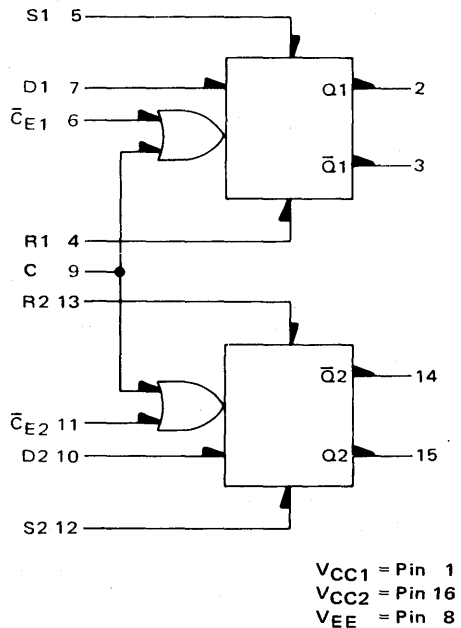 S1 5
D1 7
Q1 2
C̄E1 6
Q̄1 3
R1 4
C 9
R2 13
Q̄2 14
C̄E2 11
D2 10
Q2 15
S2 12
VCC1 = Pin 1
VCC2 = Pin 16
VEE = Pin 8